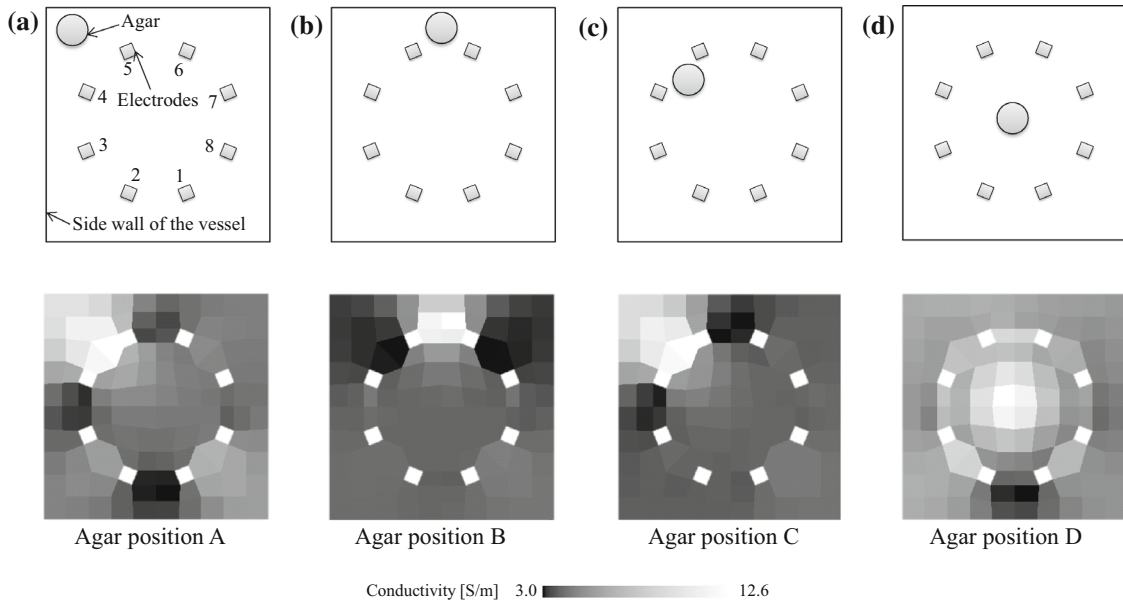 (a) (b) (c) (d)
Agar
5 6
4 Electrodes 7
3 8
2 1
Side wall of the vessel
Agar position A Agar position B Agar position C Agar position D
Conductivity [S/m] 3.0 12.6